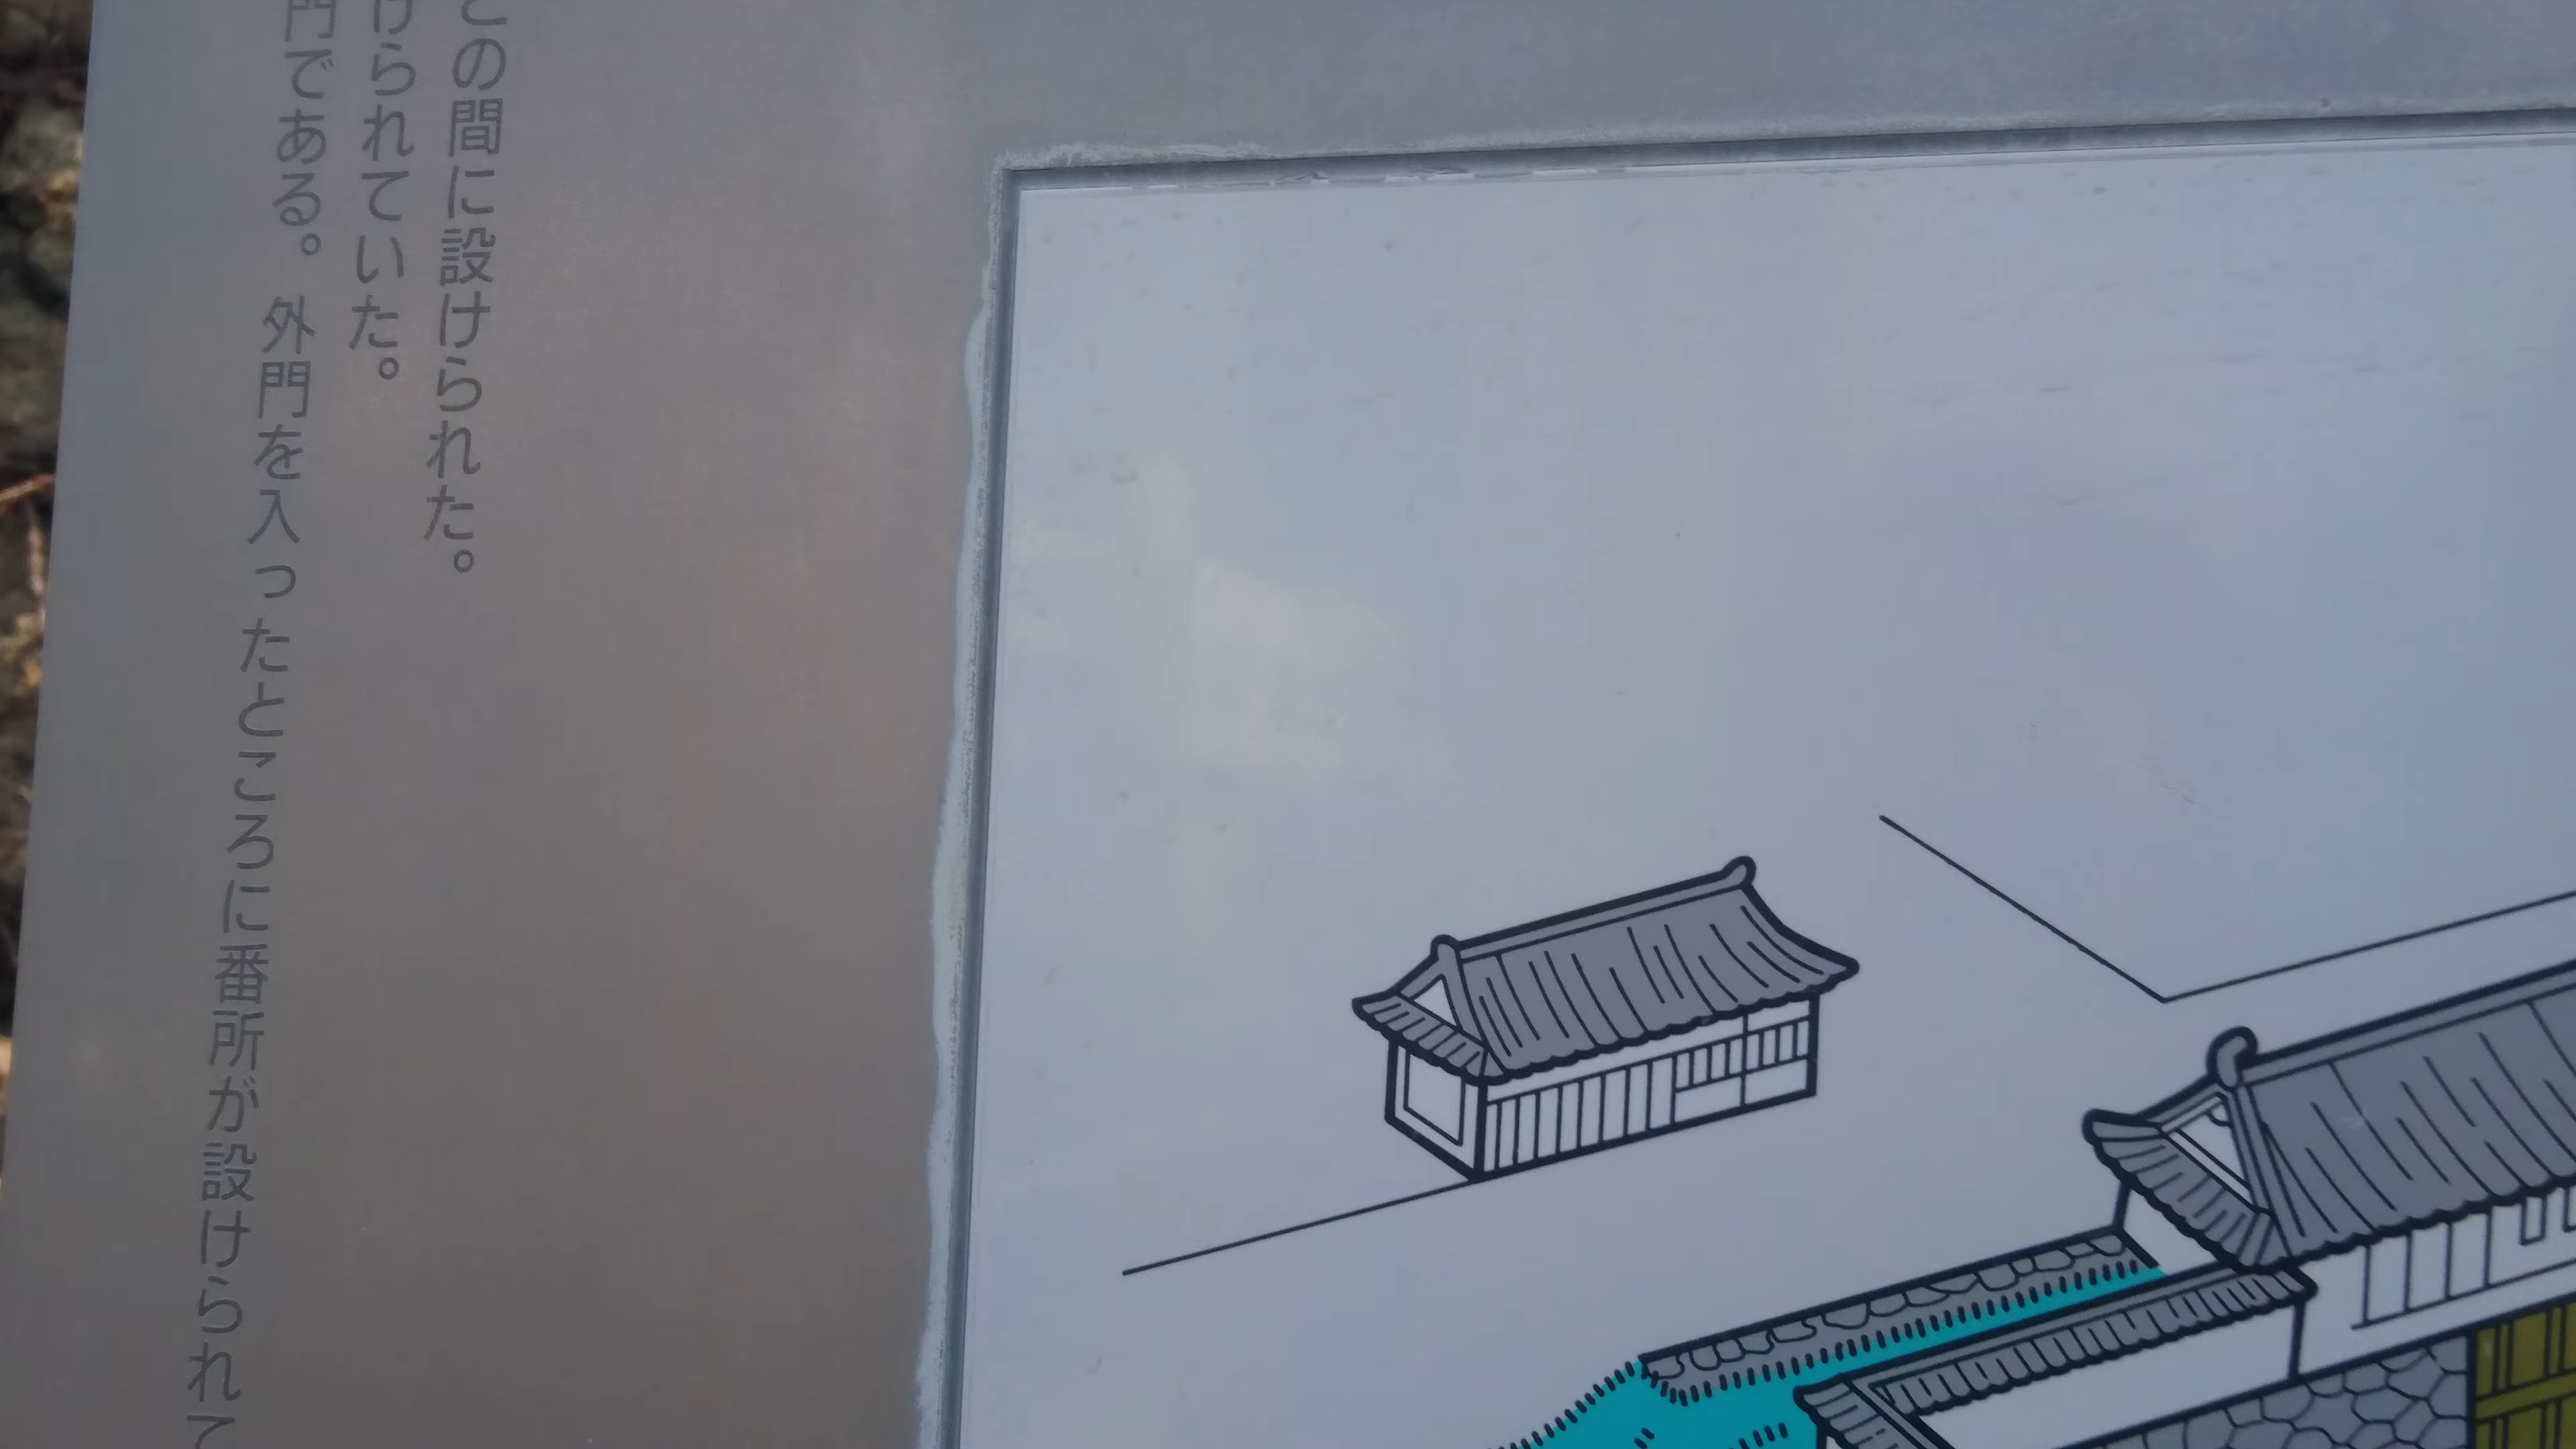 との間に設けられた。
けられていた。
門である。外門を入ったところに番所が設けられて